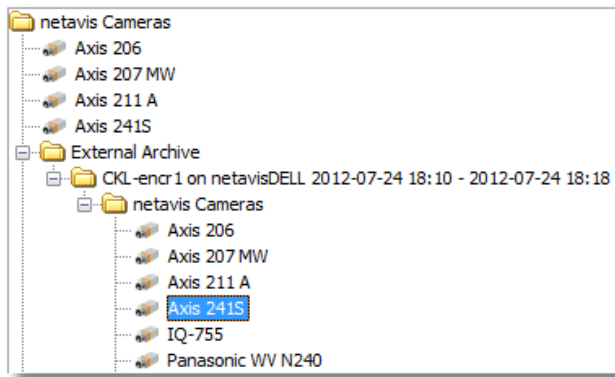 netavis Cameras
Axis 206
Axis 207 MW
Axis 211 A
Axis 241S
External Archive
CKL-encr1 on netavisDELL 2012-07-24 18:10 - 2012-07-24 18:18
netavis Cameras
Axis 206
Axis 207 MW
Axis 211 A
Axis 241S
IQ-755
Panasonic WV N240